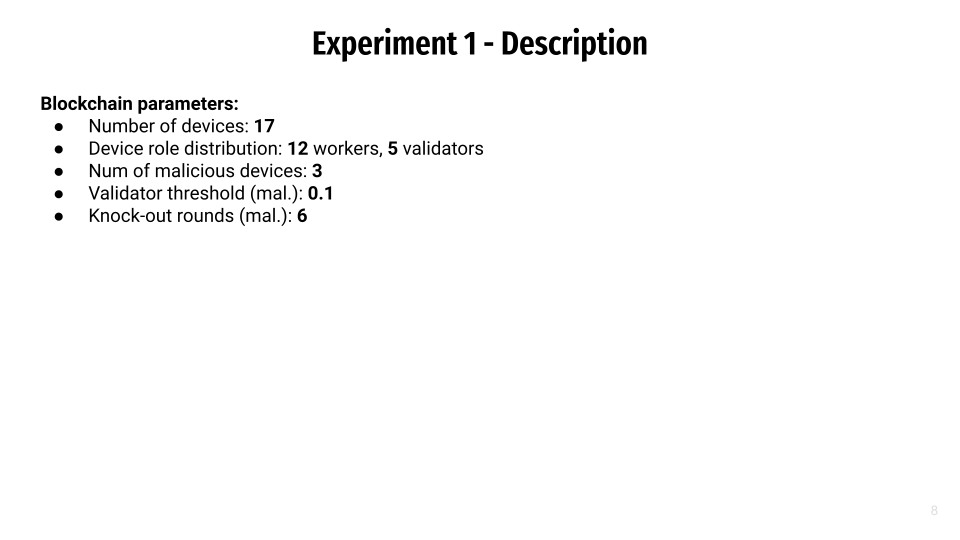 Experiment 1 - Description
Blockchain parameters:
● Number of devices: 17
● Device role distribution: 12 workers, 5 validators
● Num of malicious devices: 3
● Validator threshold (mal.): 0.1
● Knock-out rounds (mal.): 6
8